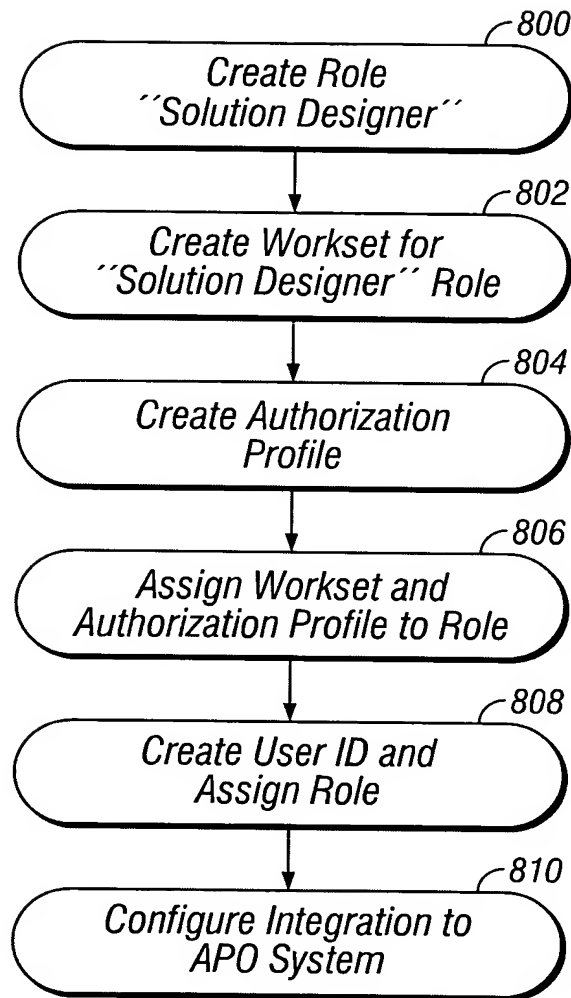 800
Create Role
´´Solution Designer´´
802
Create Workset for
´´Solution Designer´´ Role
804
Create Authorization
Profile
806
Assign Workset and
Authorization Profile to Role
808
Create User ID and
Assign Role
810
Configure Integration to
APO System